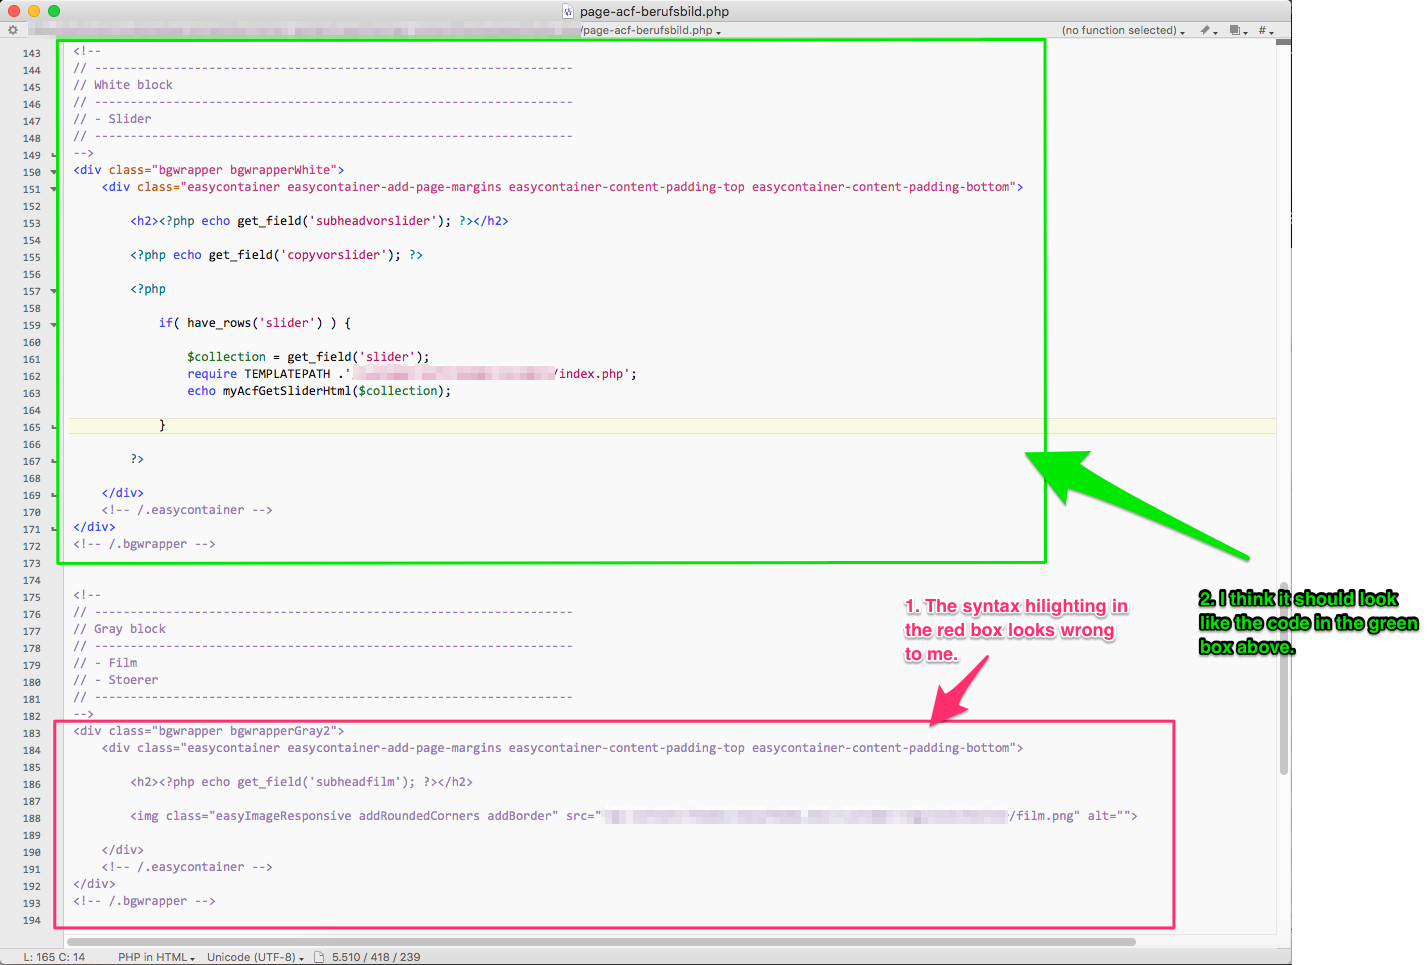 page-acf-berufsbild.php
/page-acf-berufsbild.php
(no function selected)
#
143 <!--
144 // -------------------------------------------------------------------
145 // White block
146 // -------------------------------------------------------------------
147 // - Slider
148 // -------------------------------------------------------------------
149 -->
150 <div class="bgwrapper bgwrapperWhite">
151 <div class="easycontainer easycontainer-add-page-margins easycontainer-content-padding-top easycontainer-content-padding-bottom">
152
153 <h2><?php echo get_field('subheadvorslider'); ?></h2>
154
155 <?php echo get_field('copyvorslider'); ?>
156
157 <?php
158
159 if( have_rows('slider') ) {
160
161 $collection = get_field('slider');
162 require TEMPLATEPATH .' /index.php';
163 echo myAcfGetSliderHtml($collection);
164
165 }
166
167 ?>
168
169 </div>
170 <!-- /.easycontainer -->
171 </div>
172 <!-- /.bgwrapper -->
173
174
175 <!--
176 // -------------------------------------------------------------------
177 // Gray block
178 // -------------------------------------------------------------------
179 // - Film
180 // - Stoerer
181 // -------------------------------------------------------------------
182 -->
183 <div class="bgwrapper bgwrapperGray2">
184 <div class="easycontainer easycontainer-add-page-margins easycontainer-content-padding-top easycontainer-content-padding-bottom">
185
186 <h2><?php echo get_field('subheadfilm'); ?></h2>
187
188 <img class="easyImageResponsive addRoundedCorners addBorder" src=" /film.png" alt="">
189
190 </div>
191 <!-- /.easycontainer -->
192 </div>
193 <!-- /.bgwrapper -->
194
1. The syntax hilighting in
the red box looks wrong
to me.
2. I think it should look
like the code in the green
box above.
L: 165 C: 14 PHP in HTML Unicode (UTF-8) 5.510 / 418 / 239